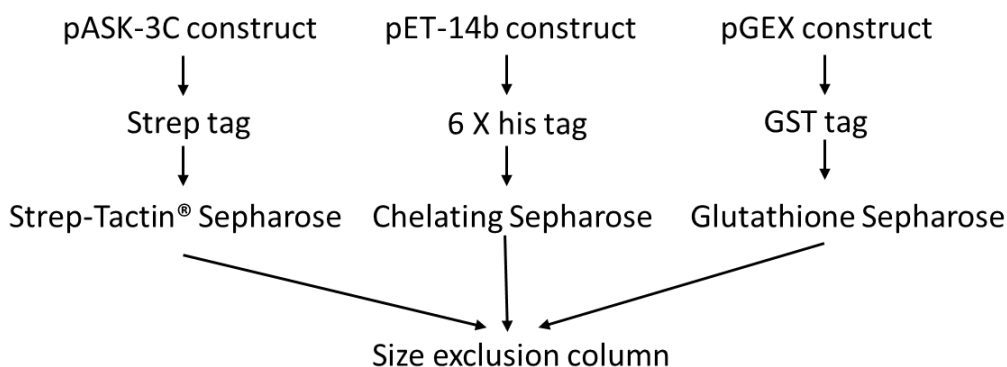 pASK-3C construct pET-14b construct pGEX construct
Strep tag 6 X his tag GST tag
Strep-Tactin® Sepharose Chelating Sepharose Glutathione Sepharose
Size exclusion column